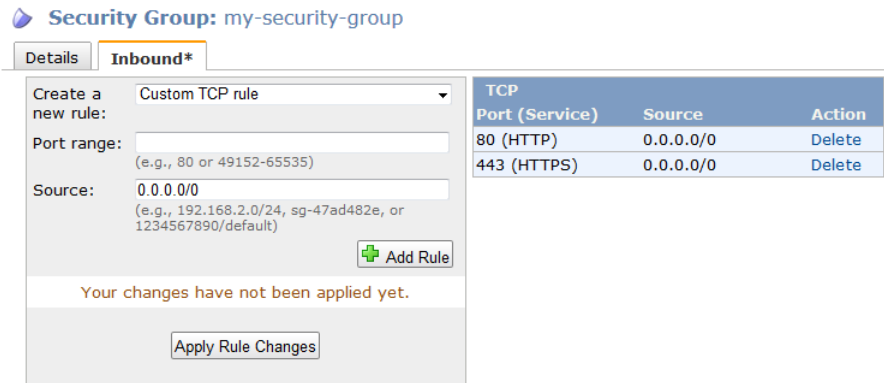 Security Group: my-security-group
Details Inbound*
Create a new rule: Custom TCP rule
Port range:
(e.g., 80 or 49152-65535)
Source: 0.0.0.0/0
(e.g., 192.168.2.0/24, sg-47ad482e, or
1234567890/default)
Add Rule
Your changes have not been applied yet.
Apply Rule Changes
TCP
Port (Service) Source Action
80 (HTTP) 0.0.0.0/0 Delete
443 (HTTPS) 0.0.0.0/0 Delete